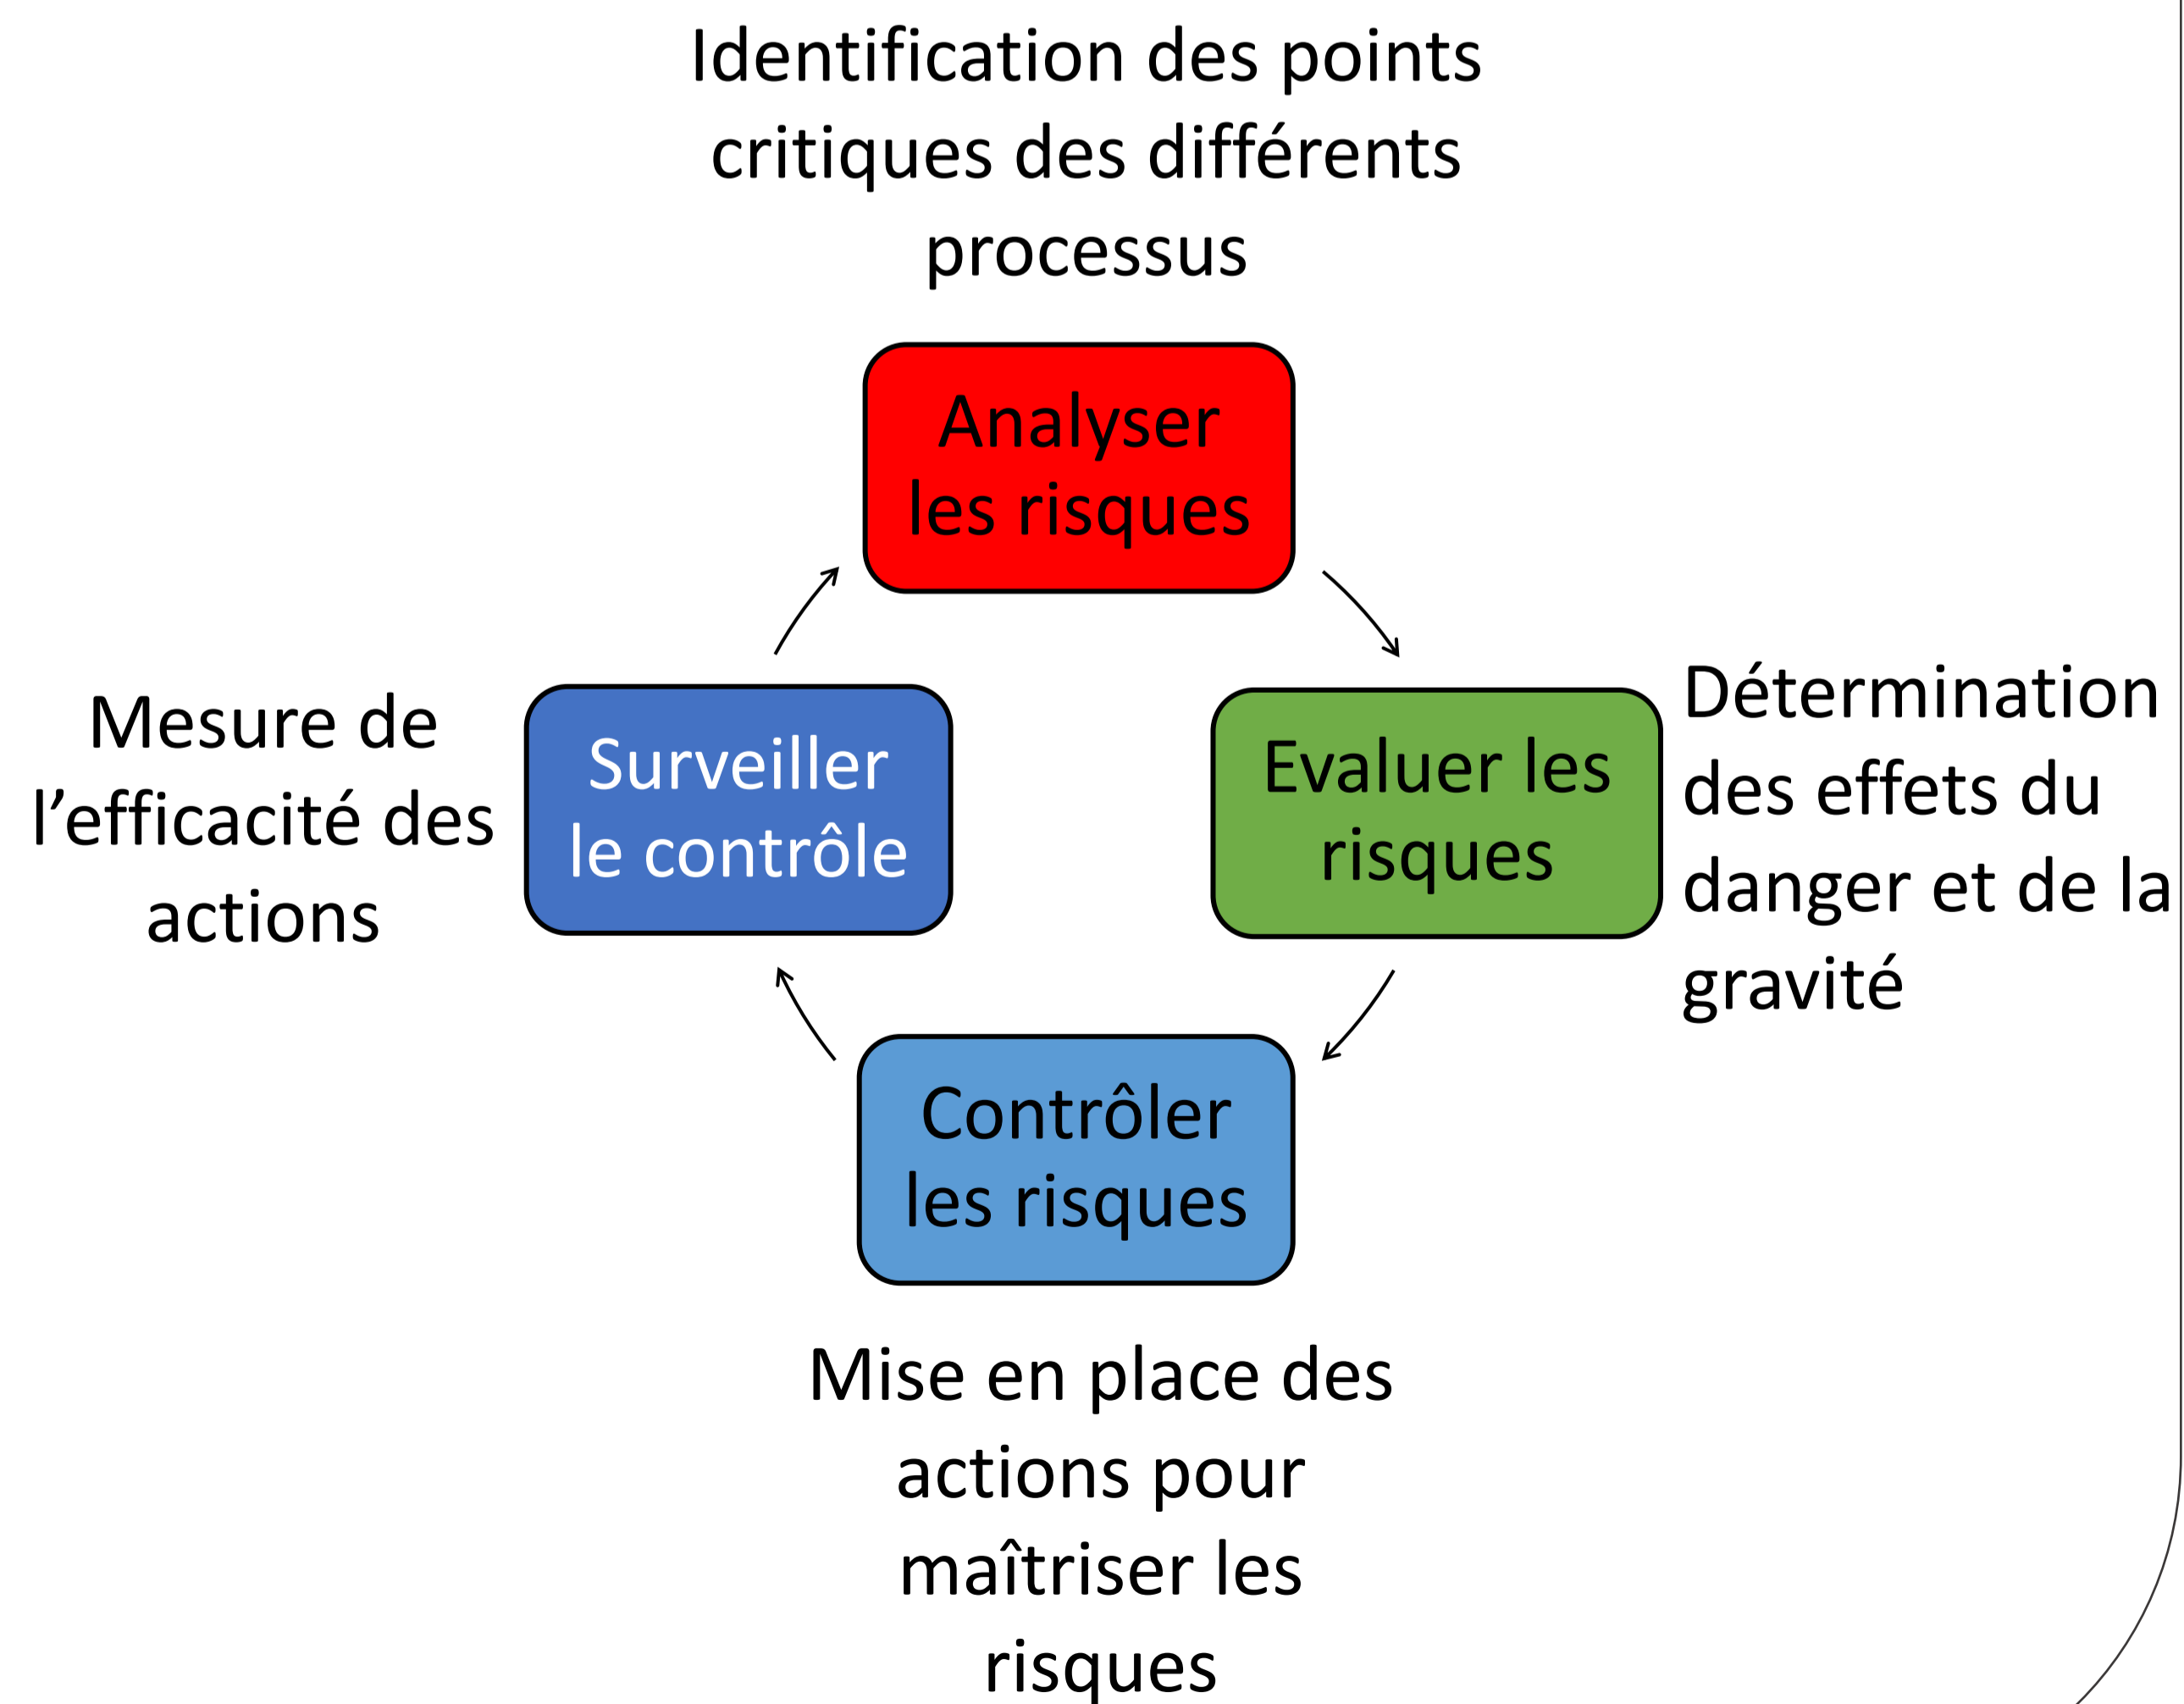 Identification des points
critiques des différents
processus
Analyser
les risques
Mesure de
l’efficacité des
actions
Surveiller
le contrôle
Evaluer les
risques
Détermination
des effets du
danger et de la
gravité
Contrôler
les risques
Mise en place des
actions pour
maîtriser les
risques